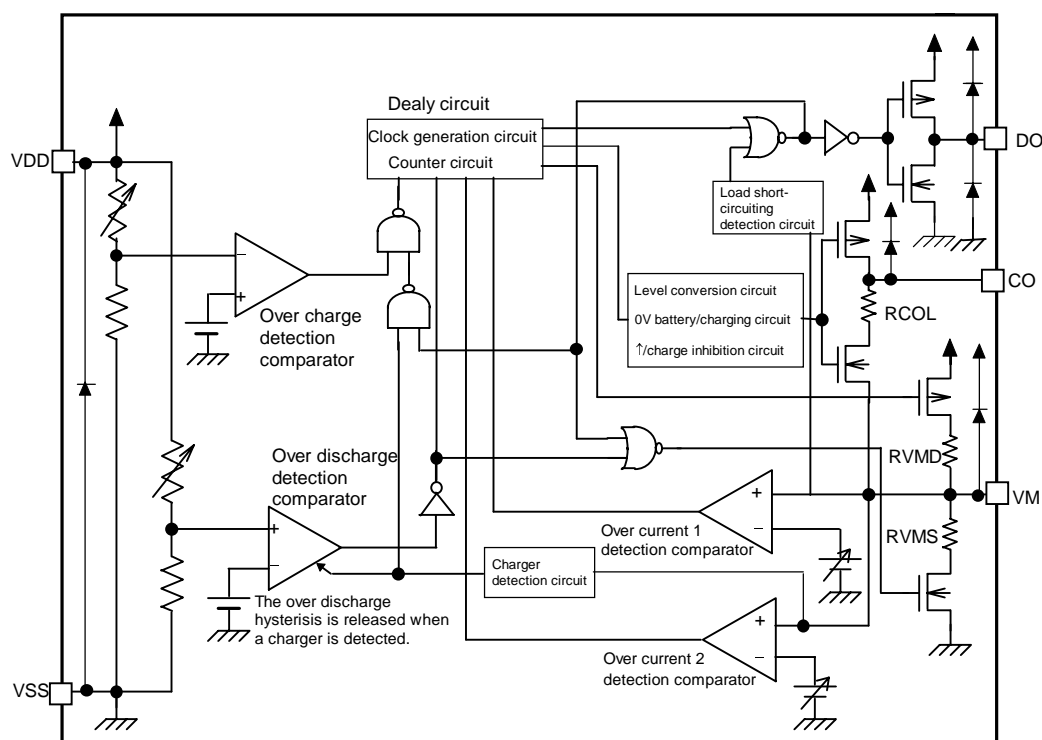 Dealy circuit
Clock generation circuit
Counter circuit
VDD
DO
Load short-
circuiting
detection circuit
CO
Level conversion circuit
0V battery/charging circuit
↑/charge inhibition circuit
RCOL
−
+
Over charge
detection
comparator
RVMD
Over discharge
detection
comparator
+
−
VM
Over current 1
detection comparator
RVMS
+
−
Charger
detection circuit
The over discharge
hysterisis is released when
a charger is detected.
+
−
Over current 2
detection comparator
VSS